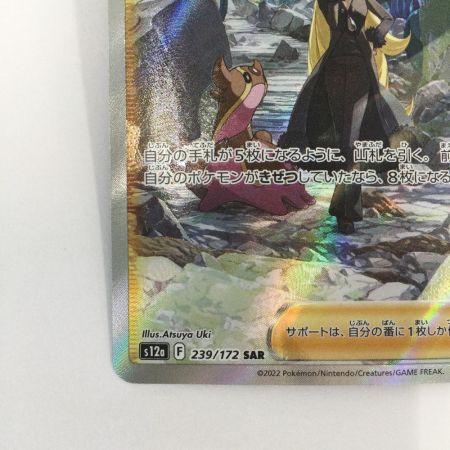 自分の手札が5枚になるように、山札を引く。前
自分のポケモンがきぜつしていたなら、8枚になる
Illus.Atsuya Uki
サポートは、自分の番に1枚しか
s12a F 239/172 SAR
©2022 Pokémon/Nintendo/Creatures/GAME FREAK.